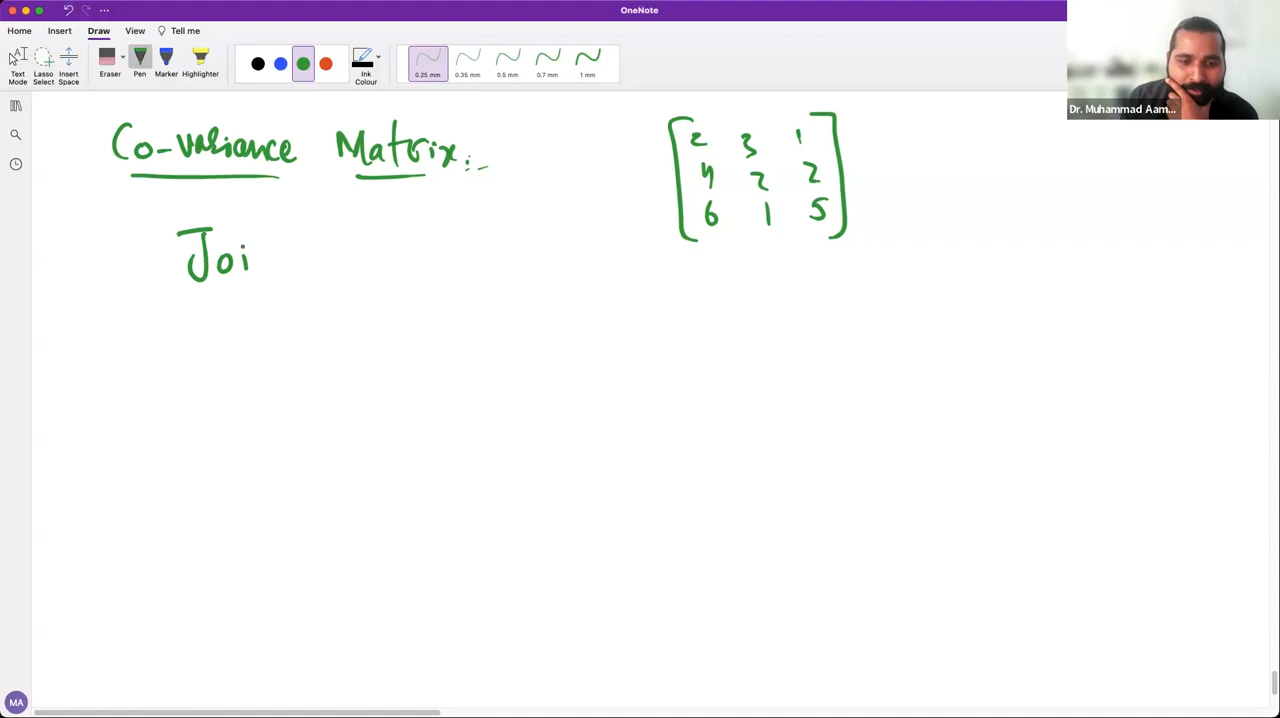 OneNote
Home Insert Draw View Tell me
Text Mode Lasso Select Insert Space Eraser Pen Marker Highlighter Ink Colour 0.25 mm 0.35 mm 0.5 mm 0.7 mm 1 mm
Dr. Muhammad Aam...
Co-variance Matrix:-
2 3 1
4 2 2
6 1 5
Joi
MA